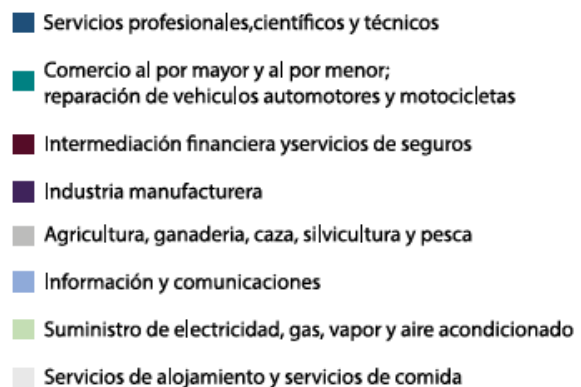 Servicios profesionales,científicos y técnicos
Comercio al por mayor y al por menor;
reparación de vehiculos automotores y motocicletas
Intermediación financiera yservicios de seguros
Industria manufacturera
Agricultura, ganaderia, caza, silvicultura y pesca
Información y comunicaciones
Suministro de electricidad, gas, vapor y aire acondicionado
Servicios de alojamiento y servicios de comida